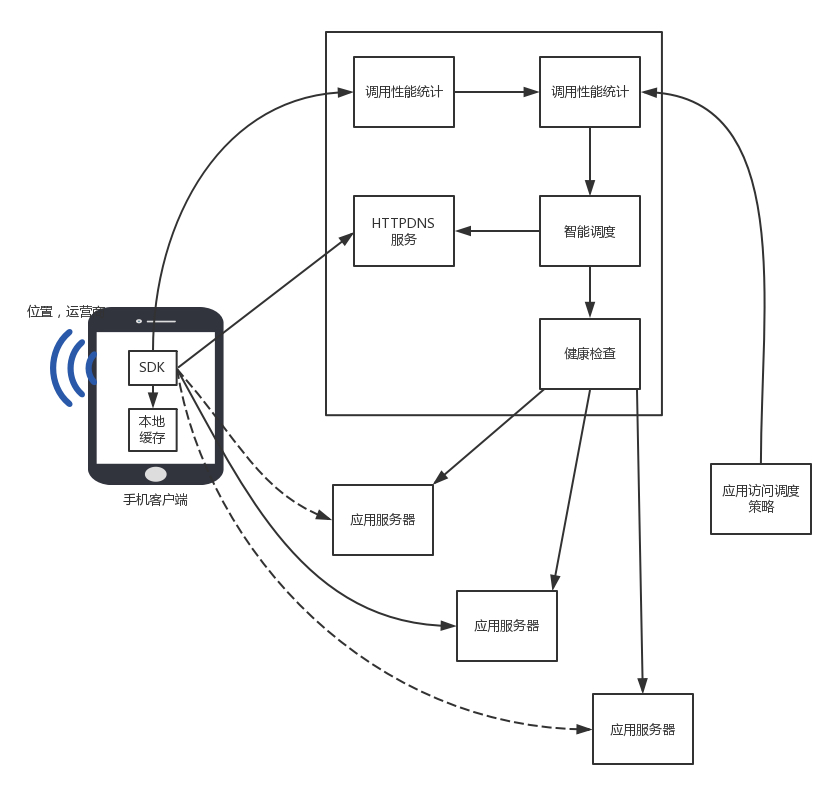 调用性能统计
调用性能统计
HTTPDNS
服务
智能调度
位置，运营商
健康检查
SDK
本地
缓存
手机客户端
应用服务器
应用访问调度
策略
应用服务器
应用服务器